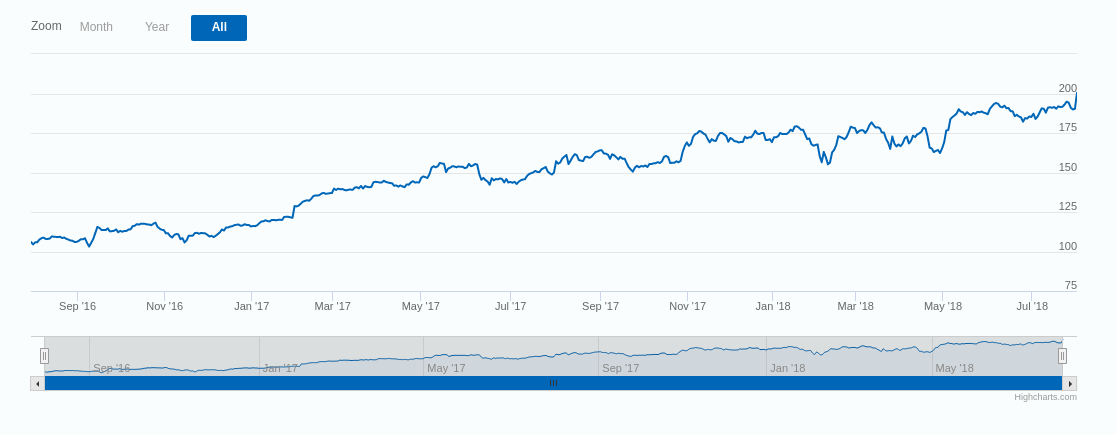 Zoom Month Year All
200
175
150
125
100
75
Sep '16 Nov '16 Jan '17 Mar '17 May '17 Jul '17 Sep '17 Nov '17 Jan '18 Mar '18 May '18 Jul '18
Sep '16 Jan '17 May '17 Sep '17 Jan '18 May '18
Highcharts.com